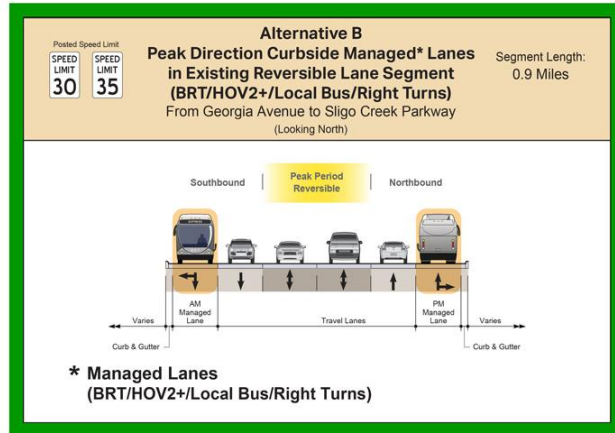 Alternative B
Peak Direction Curbside Managed* Lanes
in Existing Reversible Lane Segment
(BRT/HOV2+/Local Bus/Right Turns)
From Georgia Avenue to Sligo Creek Parkway
(Looking North)
Posted Speed Limit
SPEED LIMIT 30
SPEED LIMIT 35
Segment Length:
0.9 Miles
Southbound
Peak Period
Reversible
Northbound
Varies
AM
Managed
Lane
Travel Lanes
PM
Managed
Lane
Varies
Curb & Gutter
Curb & Gutter
* Managed Lanes
(BRT/HOV2+/Local Bus/Right Turns)